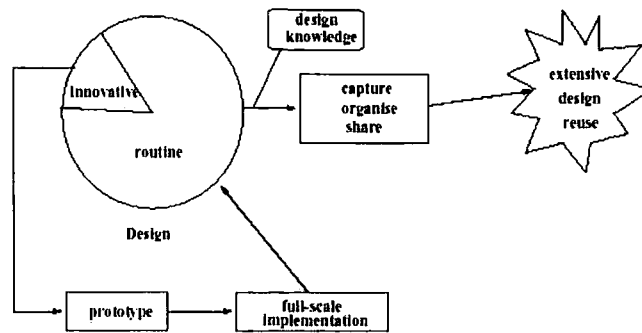 design
knowledge
Innovative
capture
organise
share
extensive
design
reuse
routine
Design
prototype
full-scale
implementation